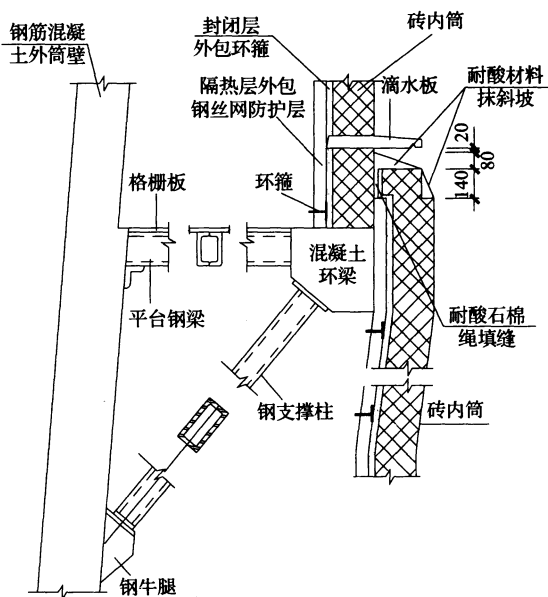 钢筋混凝
土外筒壁
封闭层
外包环箍
砖内筒
隔热层外包
钢丝网防护层
滴水板
耐酸材料
抹斜坡
20
80
140
格栅板
环箍
混凝土
环梁
平台钢梁
耐酸石棉
绳填缝
钢支撑柱
砖内筒
钢牛腿